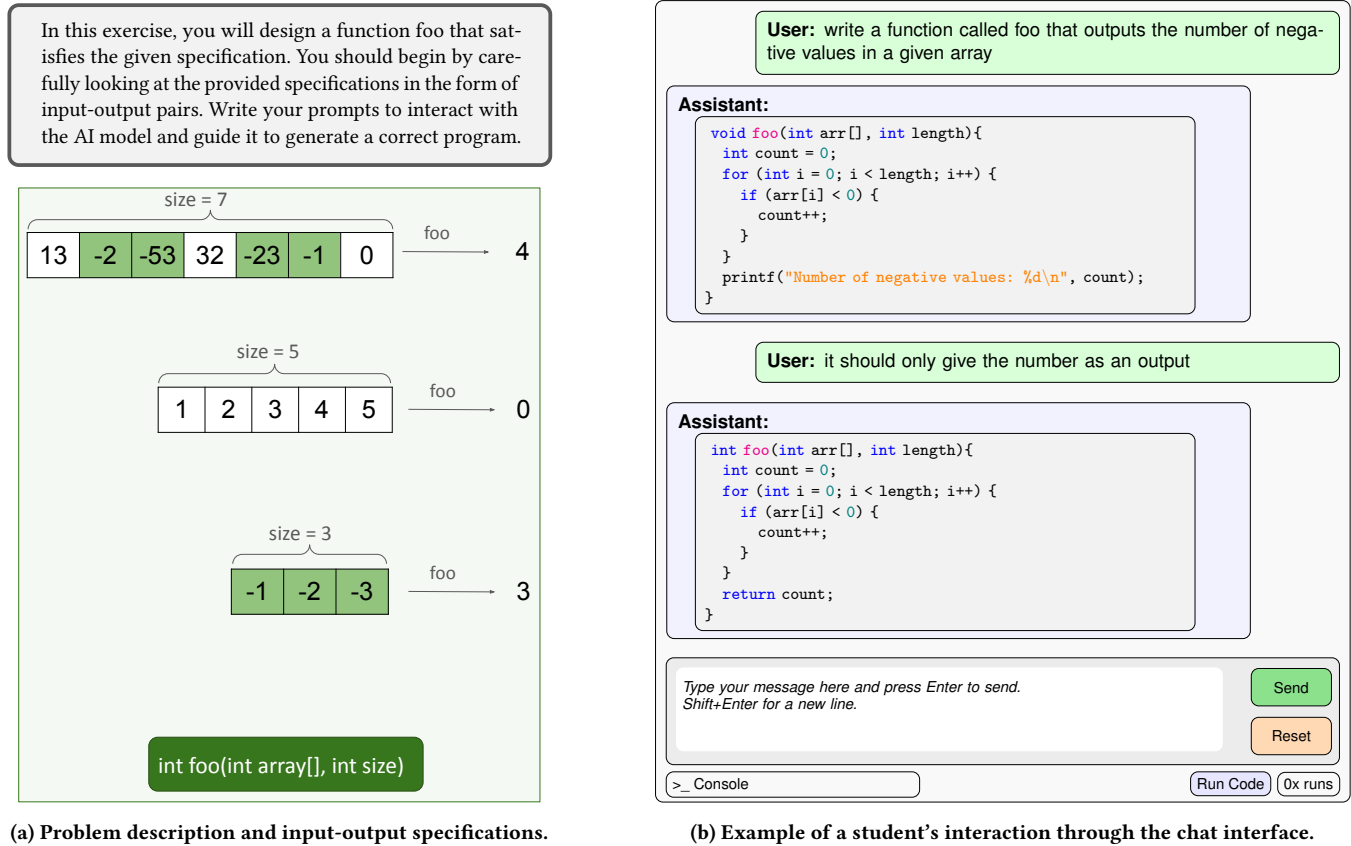 In this exercise, you will design a function foo that sat-
isfies the given specification. You should begin by care-
fully looking at the provided specifications in the form of
input-output pairs. Write your prompts to interact with
the AI model and guide it to generate a correct program.
size = 7
13 -2 -53 32 -23 -1 0
foo
4
size = 5
1 2 3 4 5
foo
0
size = 3
-1 -2 -3
foo
3
int foo(int array[], int size)
(a) Problem description and input-output specifications.
User: write a function called foo that outputs the number of nega-
tive values in a given array
Assistant:
void foo(int arr[], int length){
int count = 0;
for (int i = 0; i < length; i++) {
if (arr[i] < 0) {
count++;
}
}
printf("Number of negative values: %d\n", count);
}
User: it should only give the number as an output
Assistant:
int foo(int arr[], int length){
int count = 0;
for (int i = 0; i < length; i++) {
if (arr[i] < 0) {
count++;
}
}
return count;
}
Type your message here and press Enter to send.
Shift+Enter for a new line.
Send
Reset
>_ Console
Run Code
0x runs
(b) Example of a student's interaction through the chat interface.